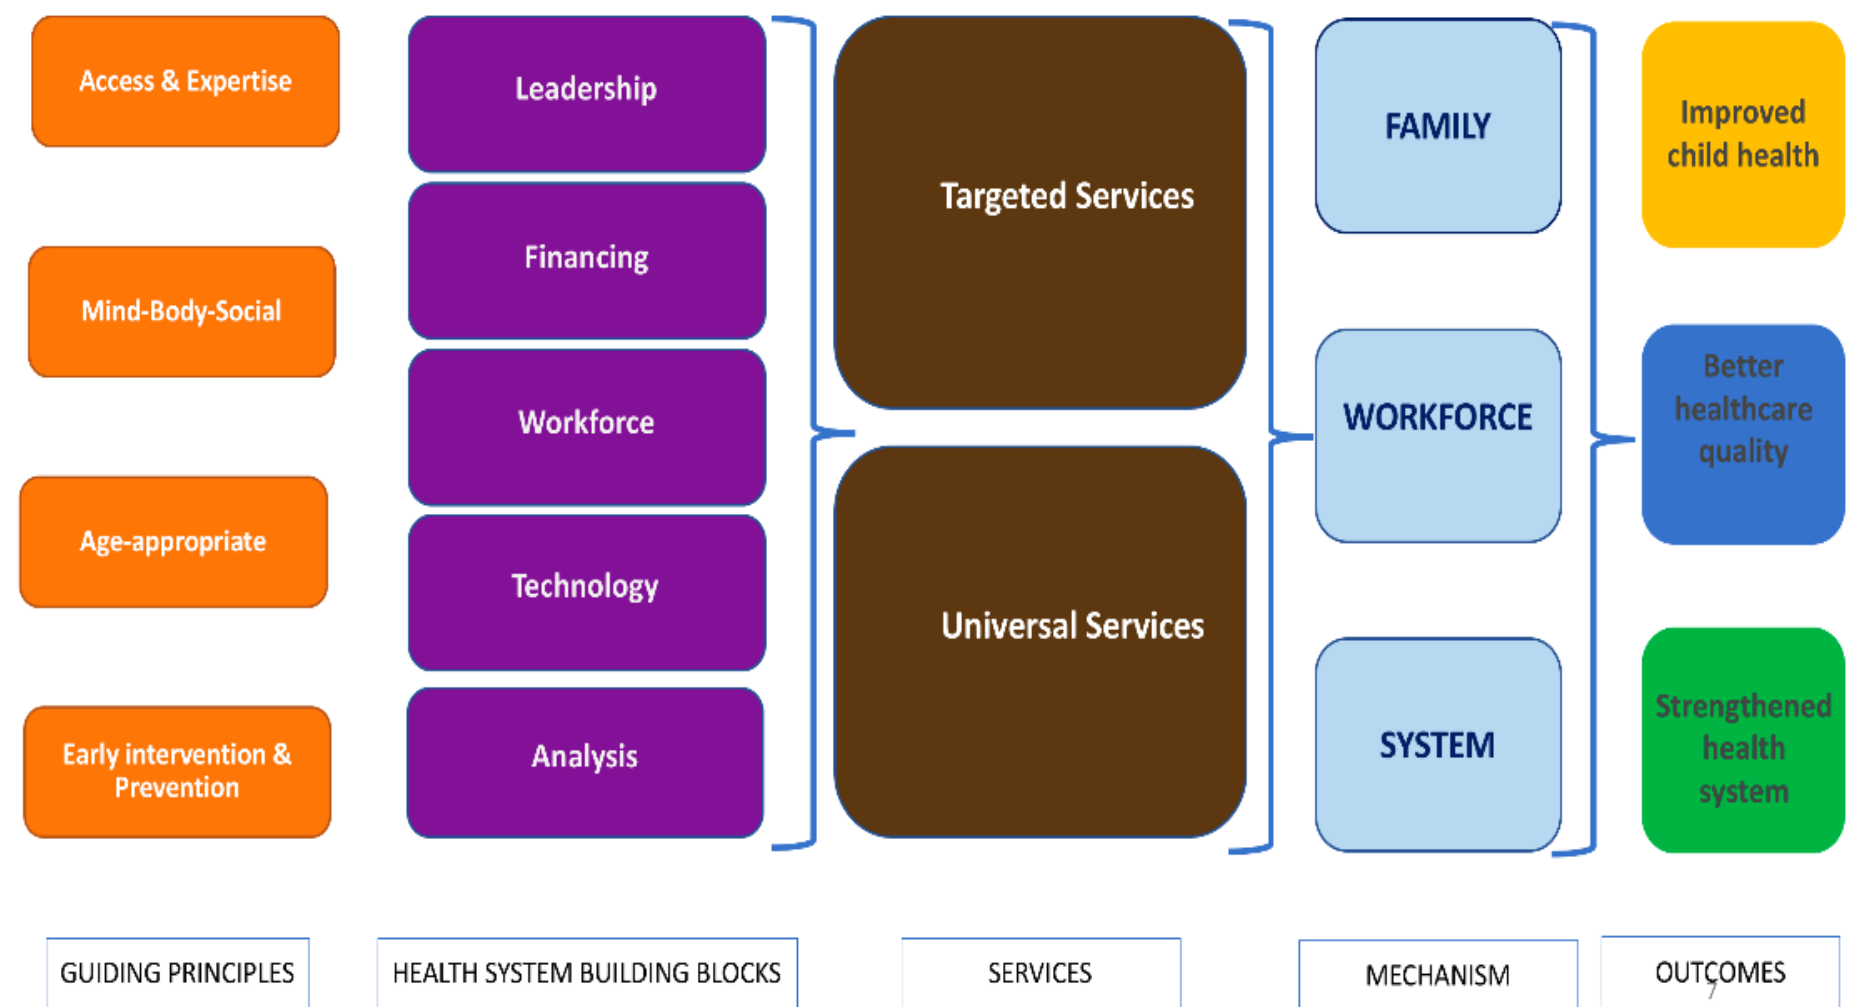 Access & Expertise
Mind-Body-Social
Age-appropriate
Early intervention &
Prevention
GUIDING PRINCIPLES
Leadership
Financing
Workforce
Technology
Analysis
HEALTH SYSTEM BUILDING BLOCKS
Targeted Services
Universal Services
SERVICES
FAMILY
WORKFORCE
SYSTEM
MECHANISM
Improved
child health
Better
healthcare
quality
Strengthened
health
system
OUTCOMES
7